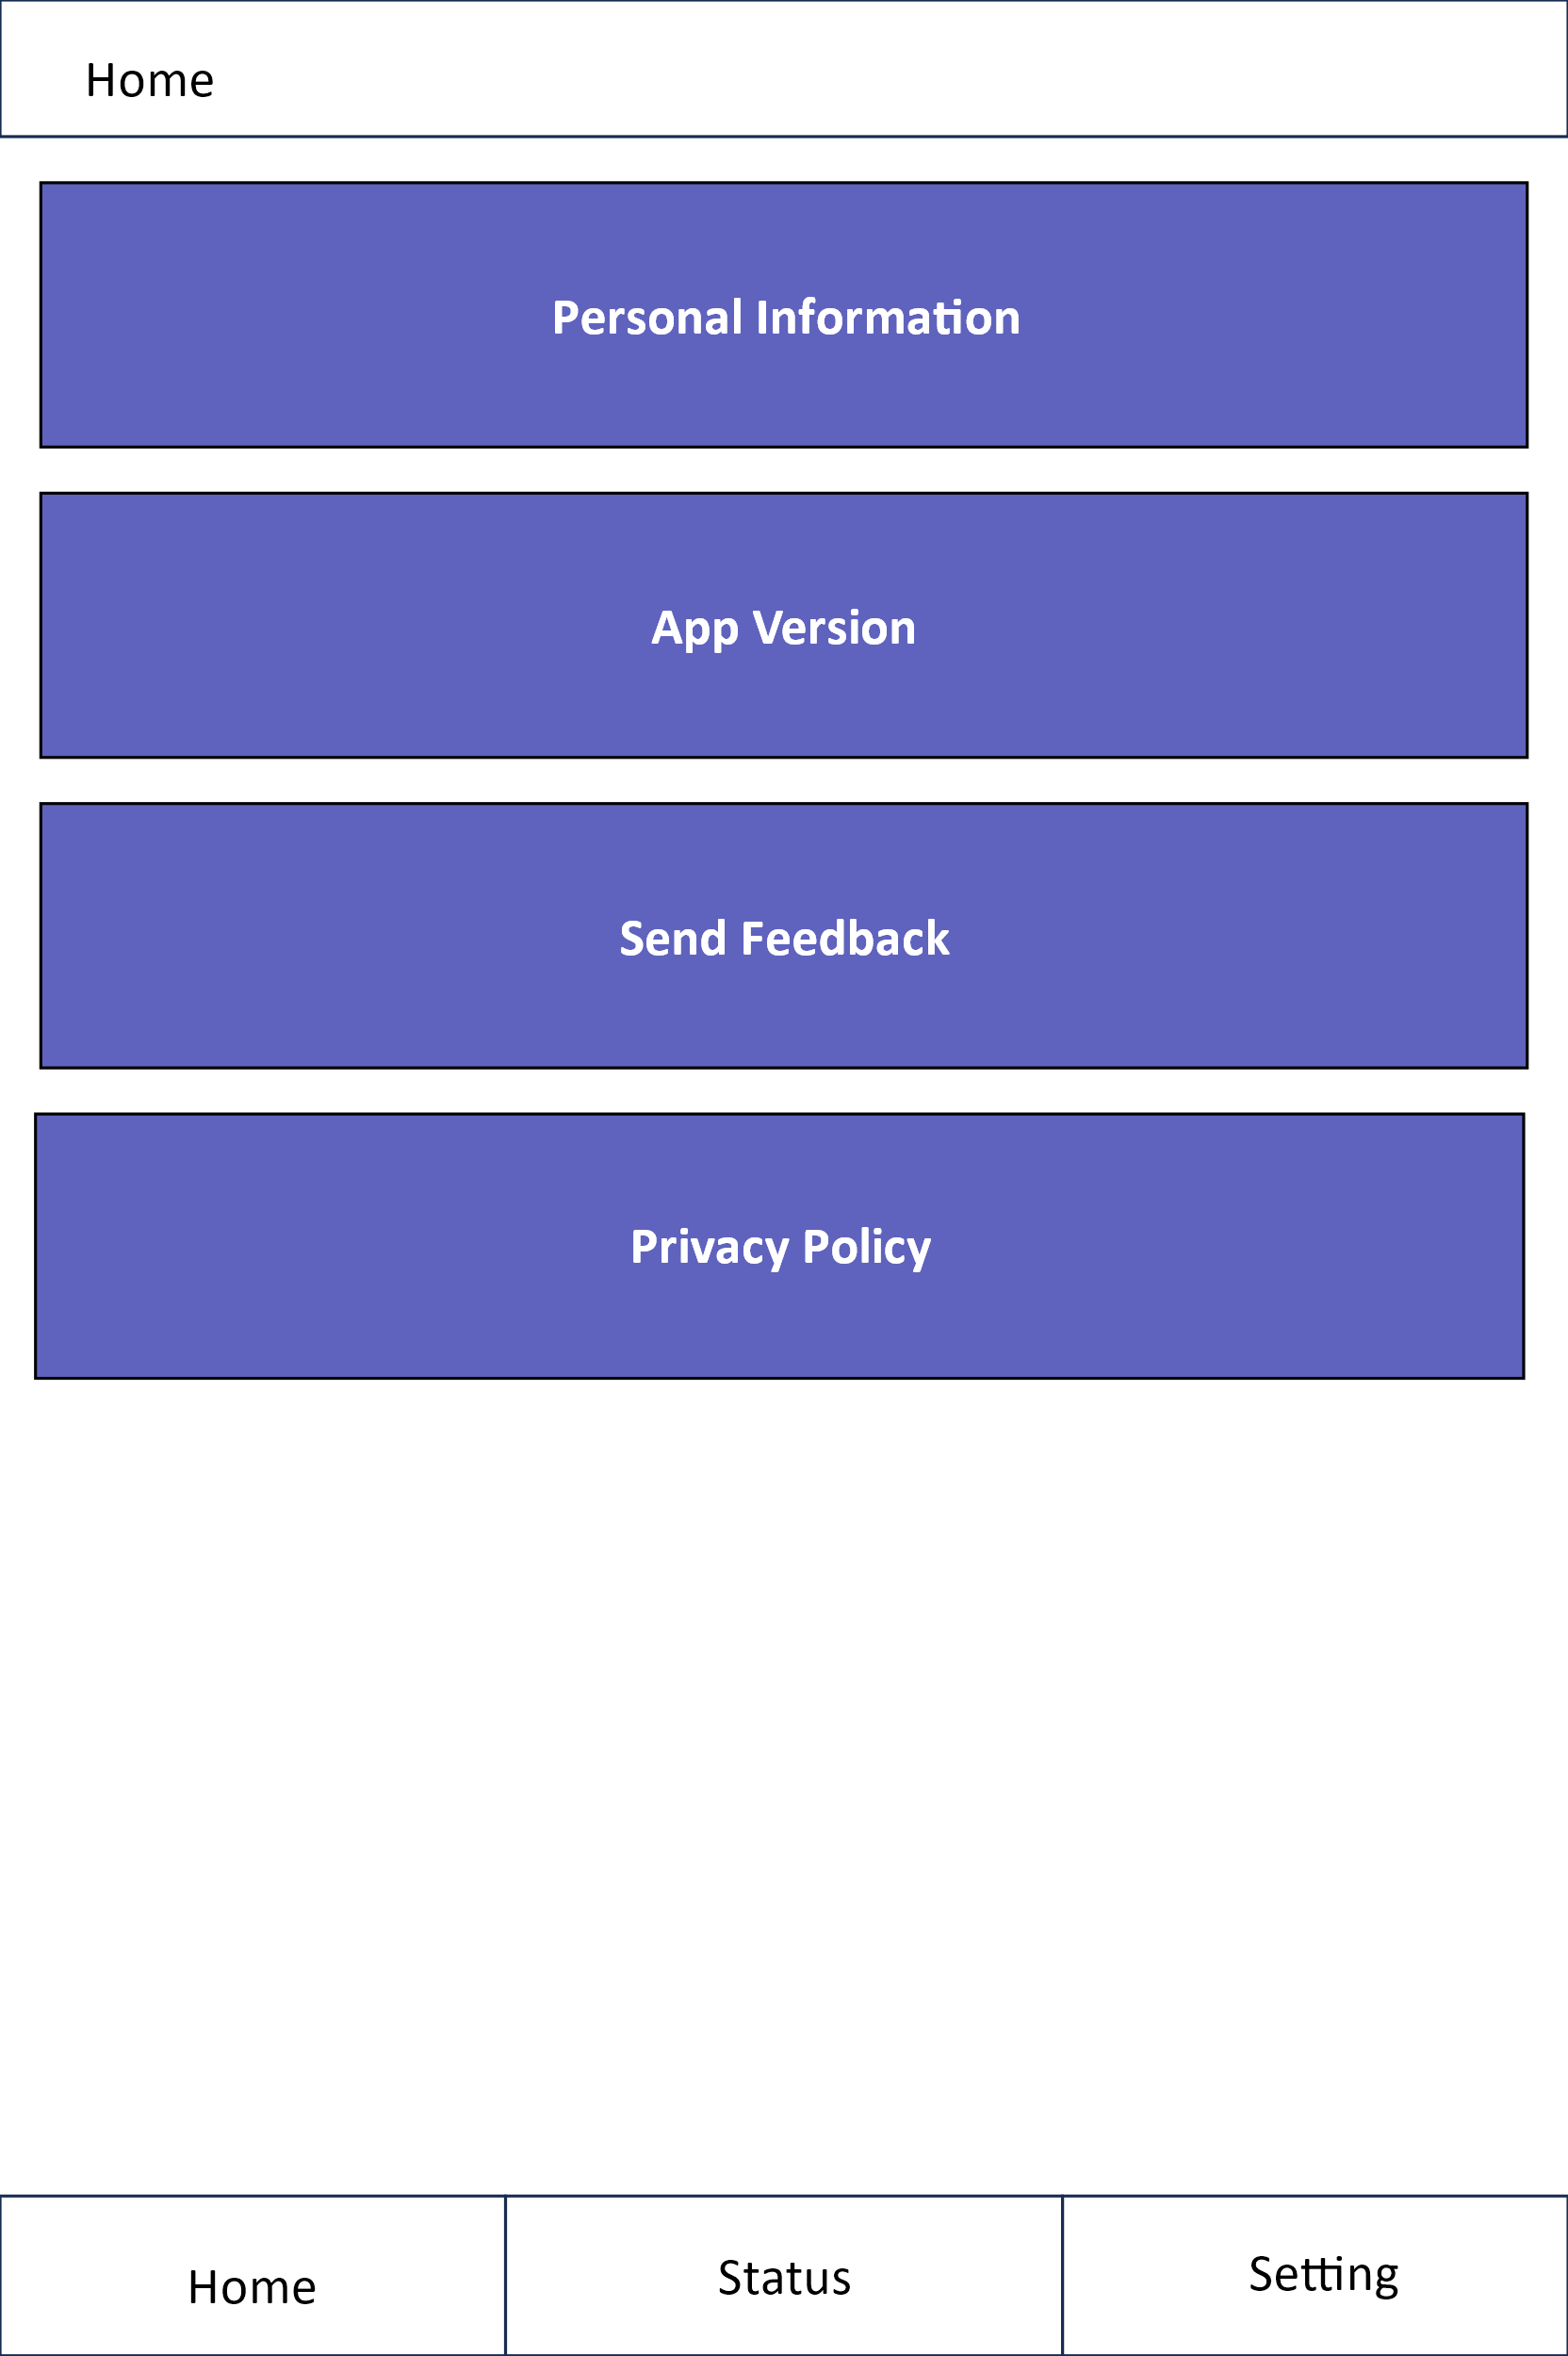 Home
Personal Information
App Version
Send Feedback
Privacy Policy
Home
Status
Setting